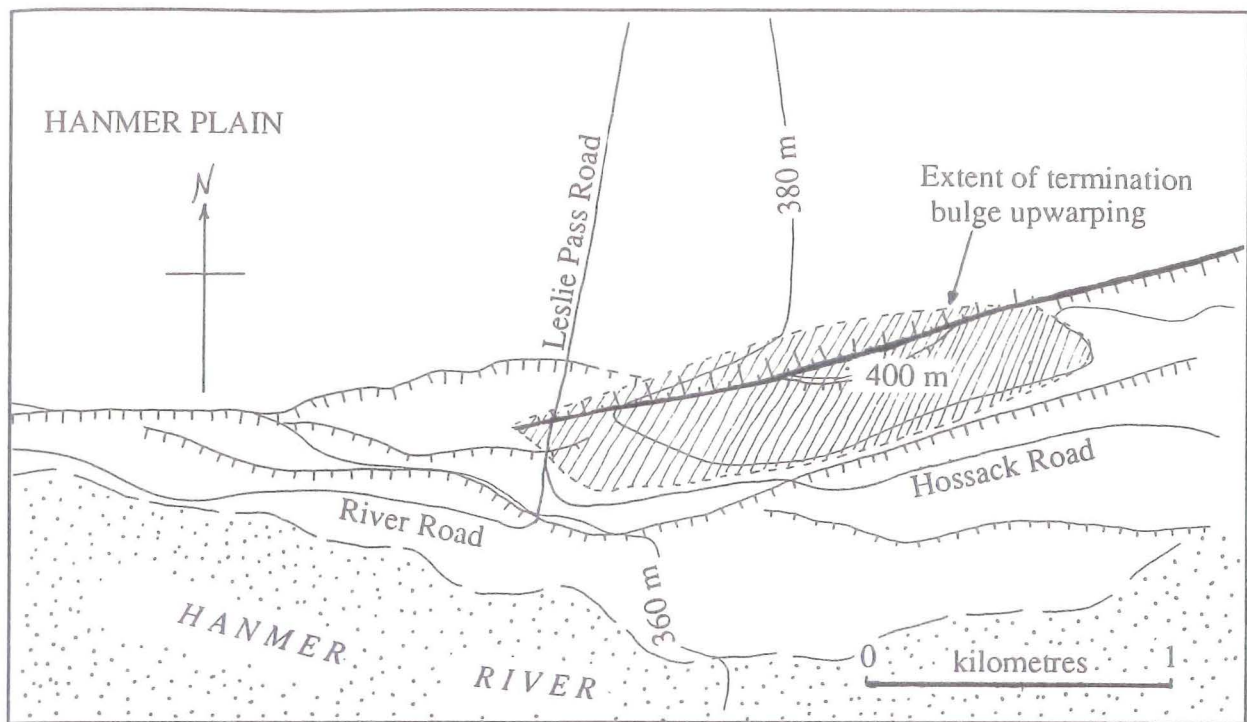 HANMER PLAIN
N
Leslie Pass Road
380 m
Extent of termination
bulge upwarping
400 m
Hossack Road
River Road
360 m
HANMER
RIVER
0 kilometres 1